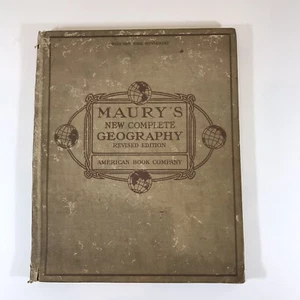 MAURY'S
NEW COMPLETE
GEOGRAPHY
REVISED EDITION
AMERICAN BOOK COMPANY